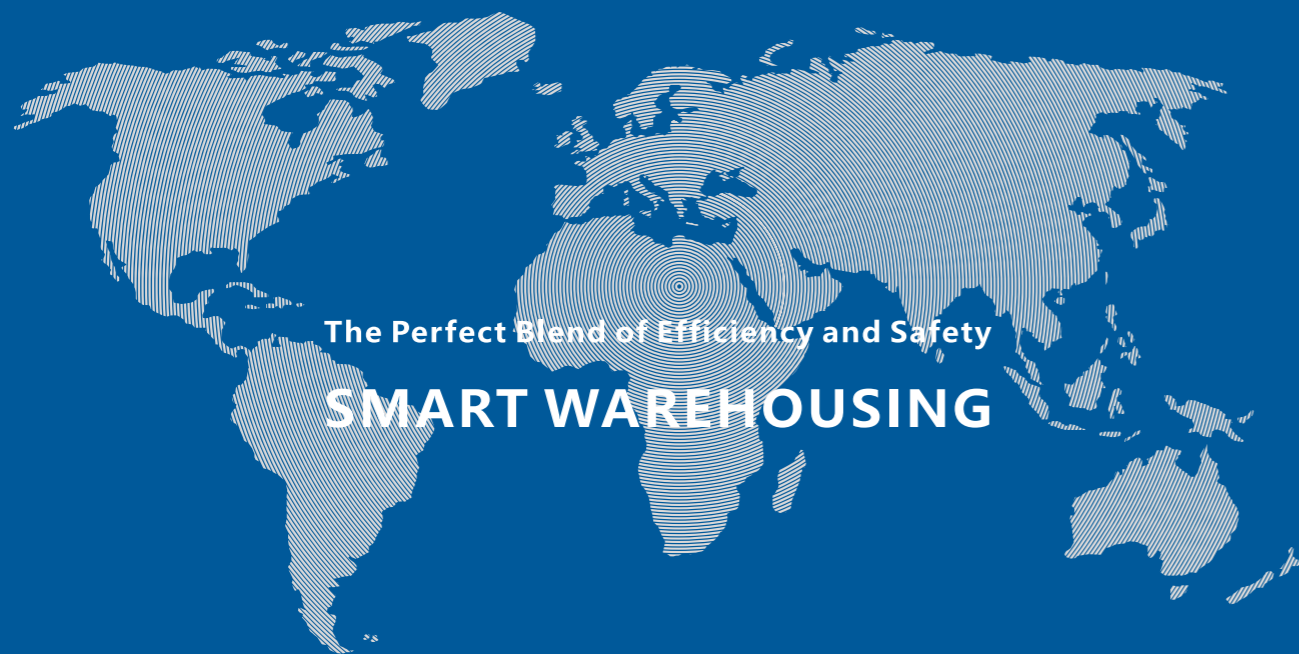 The Perfect Blend of Efficiency and Safety
SMART WAREHOUSING